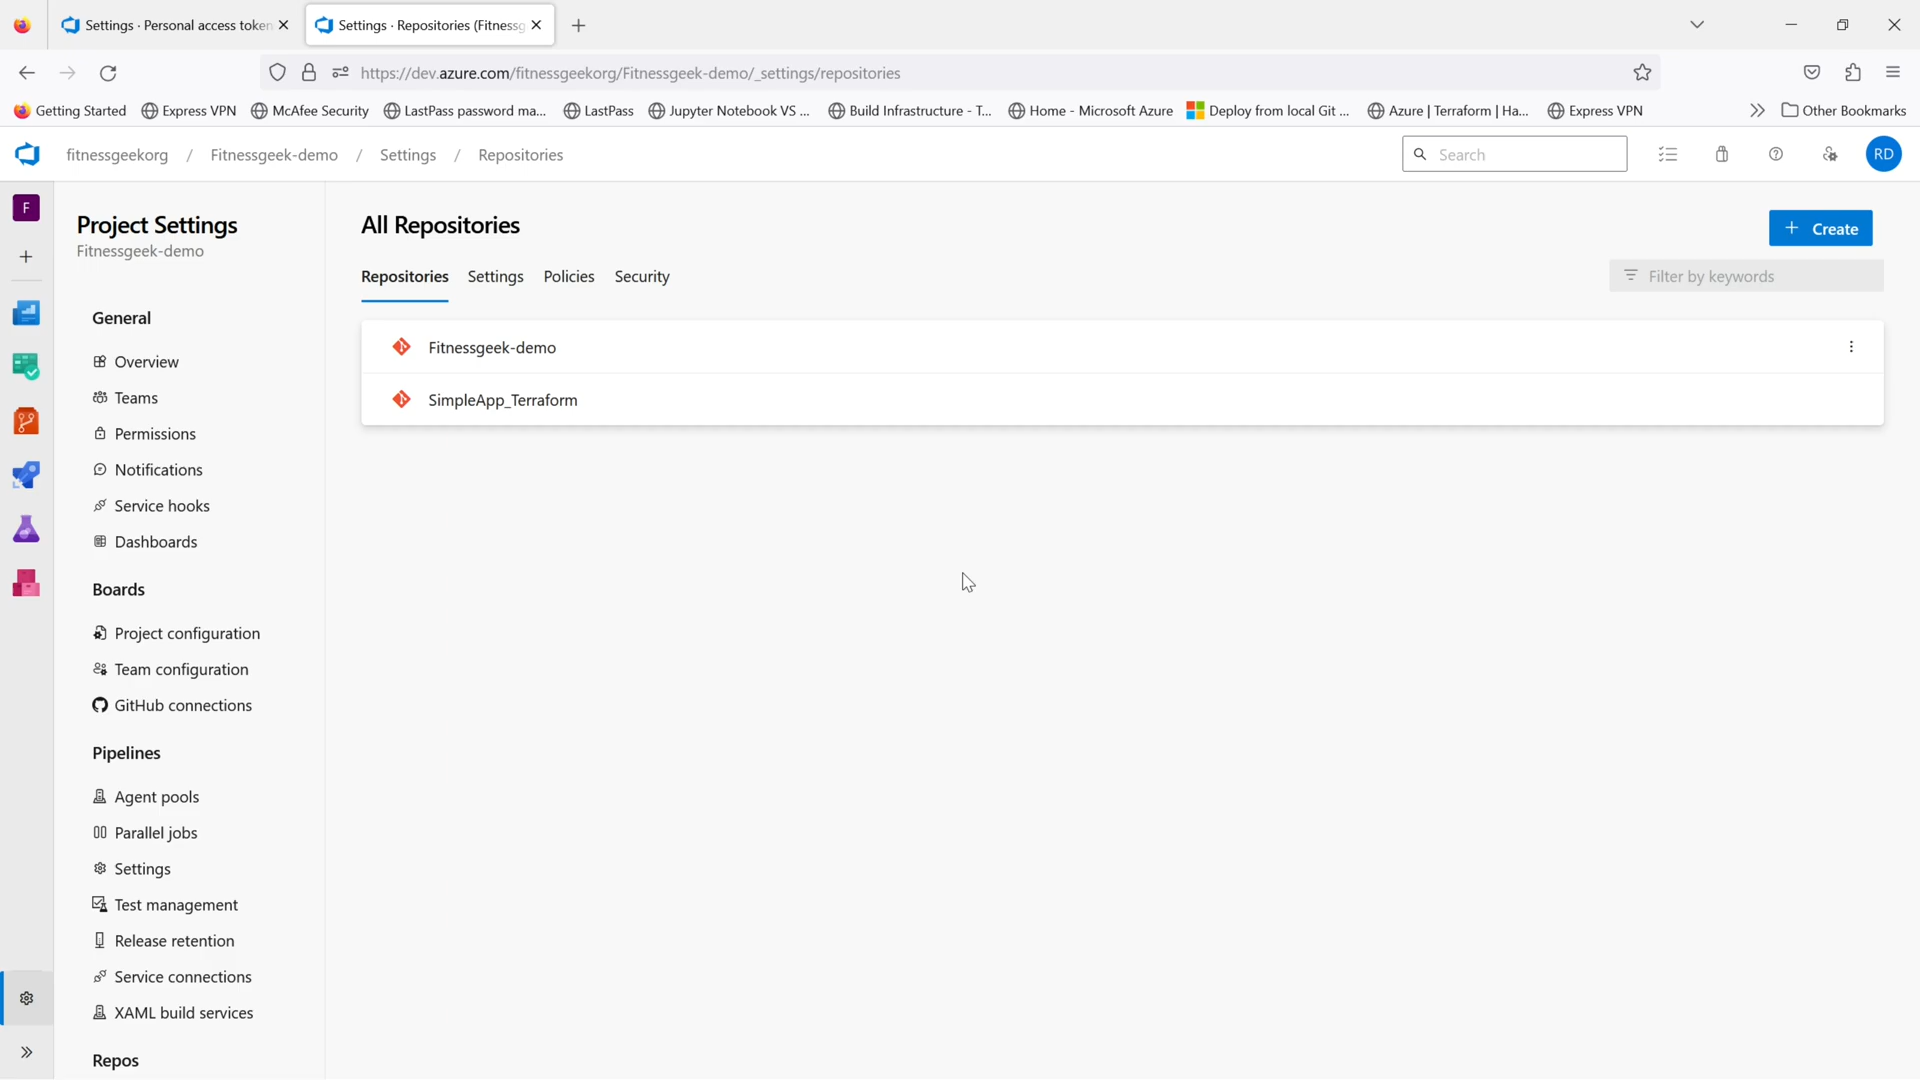 Settings · Personal access token
Settings · Repositories (Fitnessg
https://dev.azure.com/fitnessgeekorg/Fitnessgeek-demo/_settings/repositories
Getting Started Express VPN McAfee Security LastPass password ma... LastPass Jupyter Notebook VS ... Build Infrastructure - T... Home - Microsoft Azure Deploy from local Git ... Azure | Terraform | Ha... Express VPN Other Bookmarks
fitnessgeekorg / Fitnessgeek-demo / Settings / Repositories
Search
RD
F
Project Settings
Fitnessgeek-demo
General
Overview
Teams
Permissions
Notifications
Service hooks
Dashboards
Boards
Project configuration
Team configuration
GitHub connections
Pipelines
Agent pools
Parallel jobs
Settings
Test management
Release retention
Service connections
XAML build services
Repos
All Repositories
+ Create
Repositories Settings Policies Security
Filter by keywords
Fitnessgeek-demo
SimpleApp_Terraform